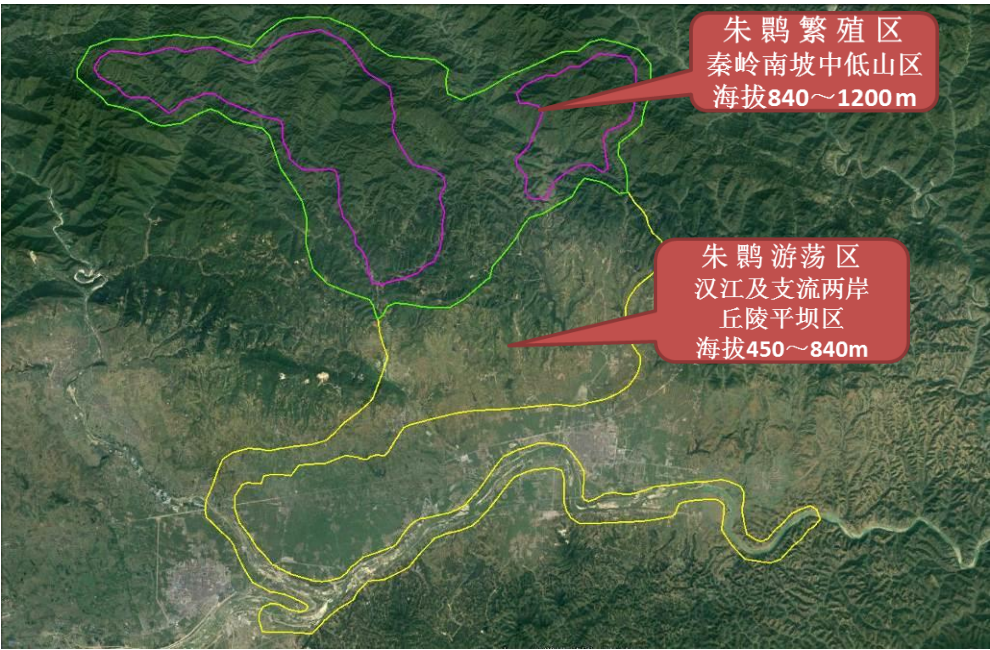 朱鹮繁殖区
秦岭南坡中低山区
海拔840～1200m
朱鹮游荡区
汉江及支流两岸
丘陵平坝区
海拔450～840m